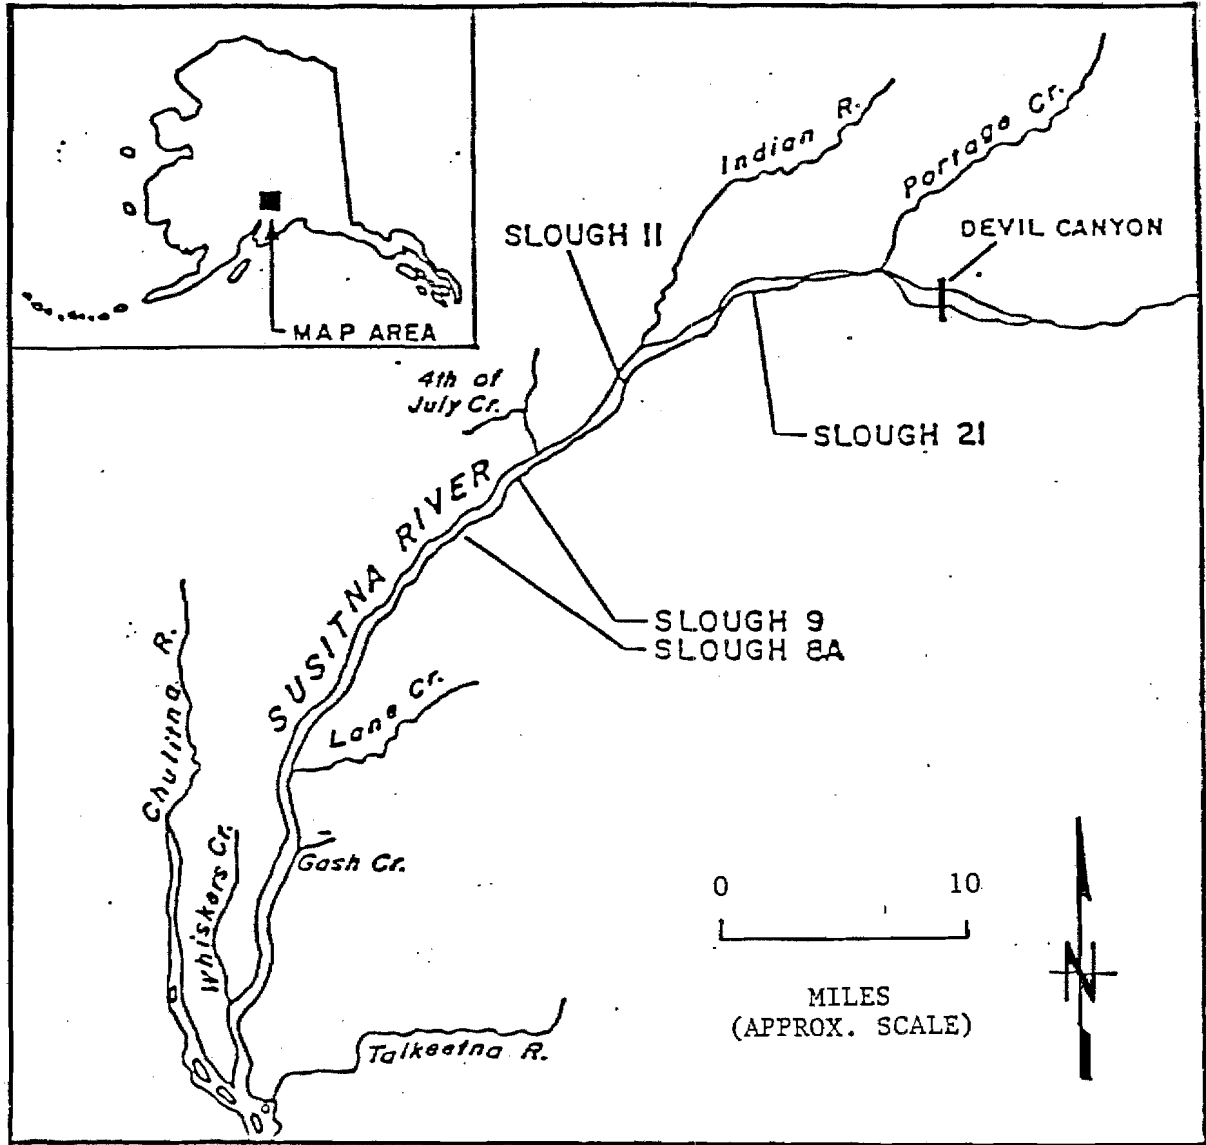 Indian R.
Portage Cr.
SLOUGH 11
DEVIL CANYON
MAP AREA
4th of
July Cr.
SLOUGH 21
SUSITNA RIVER
SLOUGH 9
SLOUGH 8A
Chulitna R.
Lane Cr.
Whiskers Cr.
Gash Cr.
0 10
N
MILES
(APPROX. SCALE)
Talkeetna R.